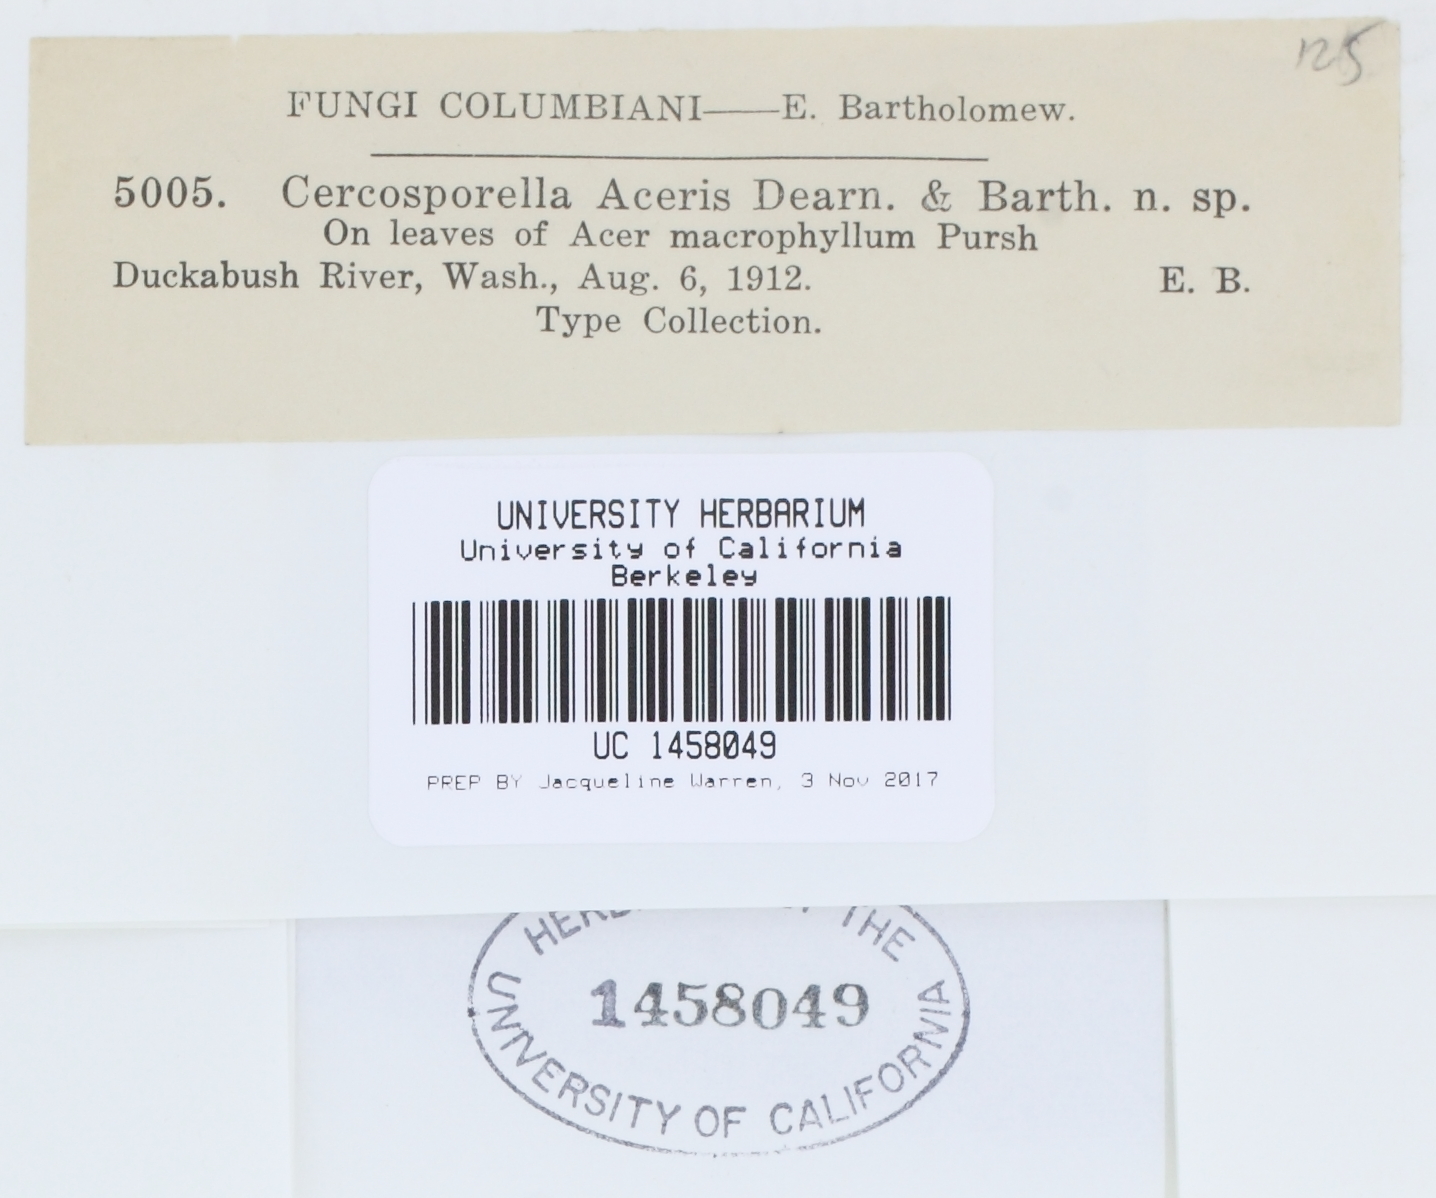 125
FUNGI COLUMBIANI——E. Bartholomew.
5005. Cercosporella Aceris Dearn. & Barth. n. sp.
On leaves of Acer macrophyllum Pursh
Duckabush River, Wash., Aug. 6, 1912. E. B.
Type Collection.
UNIVERSITY HERBARIUM
University of California
Berkeley
UC 1458049
PREP BY Jacqueline Warren, 3 Nov 2017
THE
1458049
UNIVERSITY OF CALIFORNIA